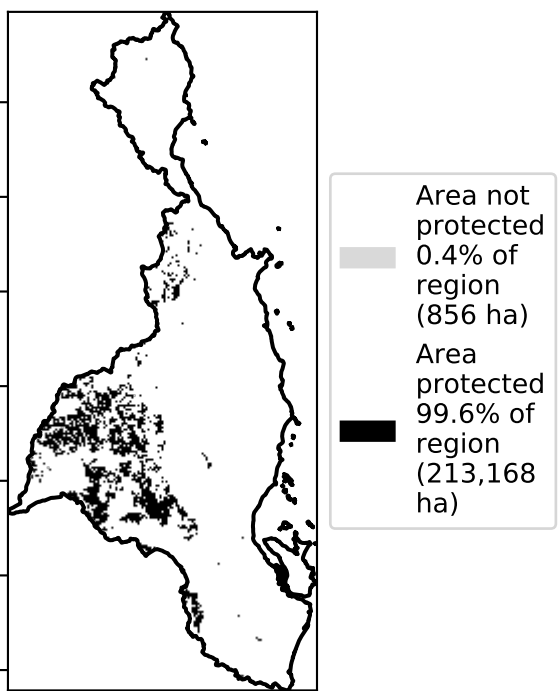 Area not
protected
0.4% of
region
(856 ha)
Area
protected
99.6% of
region
(213,168
ha)